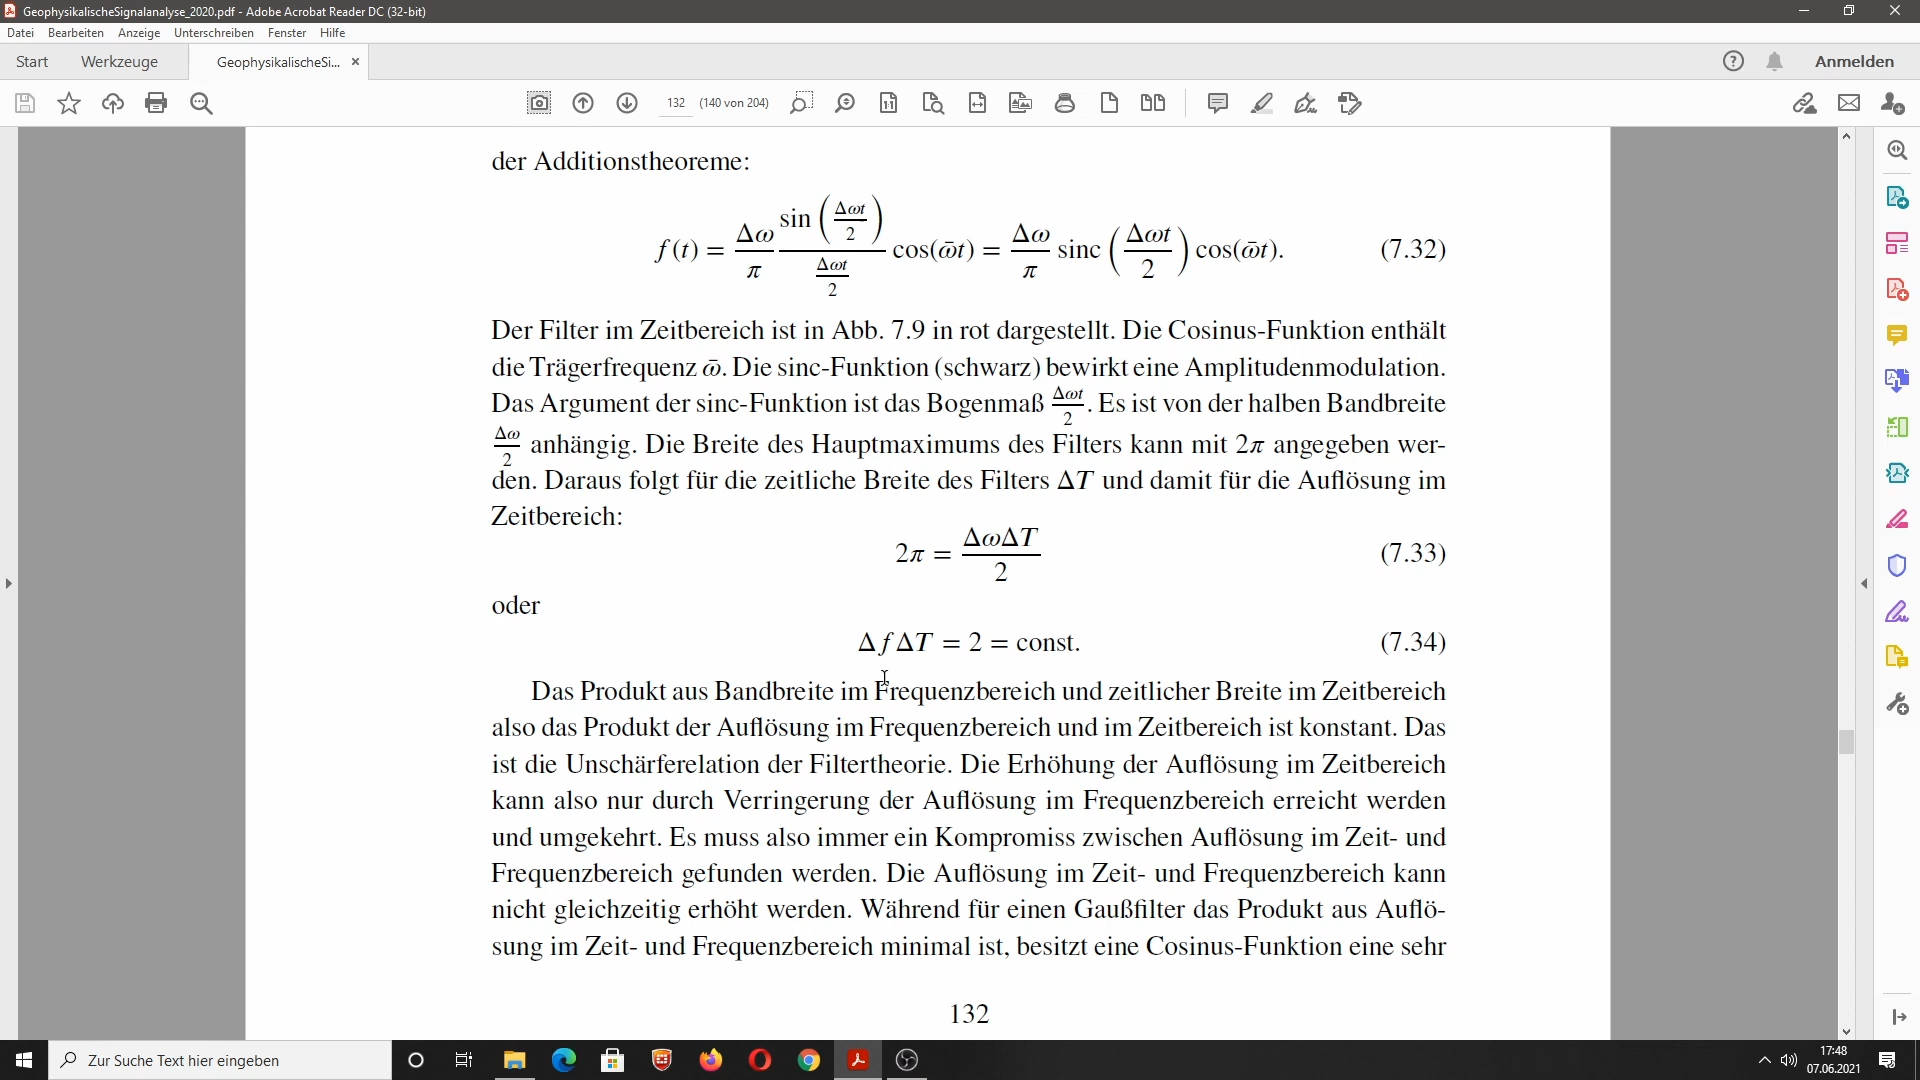 GeophysikalischeSignalanalyse_2020.pdf - Adobe Acrobat Reader DC (32-bit)
Datei Bearbeiten Anzeige Unterschreiben Fenster Hilfe
Start Werkzeuge GeophysikalischeSi... × Anmelden
132 (140 von 204)
der Additionstheoreme:
f(t) = Δω/π sin(Δωt/2)/(Δωt/2) cos(ω̄t) = Δω/π sinc(Δωt/2) cos(ω̄t). (7.32)
Der Filter im Zeitbereich ist in Abb. 7.9 in rot dargestellt. Die Cosinus-Funktion enthält
die Trägerfrequenz ω̄. Die sinc-Funktion (schwarz) bewirkt eine Amplitudenmodulation.
Das Argument der sinc-Funktion ist das Bogenmaß Δωt/2. Es ist von der halben Bandbreite
Δω/2 anhängig. Die Breite des Hauptmaximums des Filters kann mit 2π angegeben wer-
den. Daraus folgt für die zeitliche Breite des Filters ΔT und damit für die Auflösung im
Zeitbereich:
2π = ΔωΔT/2 (7.33)
oder
Δf ΔT = 2 = const. (7.34)
Das Produkt aus Bandbreite im Frequenzbereich und zeitlicher Breite im Zeitbereich
also das Produkt der Auflösung im Frequenzbereich und im Zeitbereich ist konstant. Das
ist die Unschärferelation der Filtertheorie. Die Erhöhung der Auflösung im Zeitbereich
kann also nur durch Verringerung der Auflösung im Frequenzbereich erreicht werden
und umgekehrt. Es muss also immer ein Kompromiss zwischen Auflösung im Zeit- und
Frequenzbereich gefunden werden. Die Auflösung im Zeit- und Frequenzbereich kann
nicht gleichzeitig erhöht werden. Während für einen Gaußfilter das Produkt aus Auflö-
sung im Zeit- und Frequenzbereich minimal ist, besitzt eine Cosinus-Funktion eine sehr
132
Zur Suche Text hier eingeben
17:48
07.06.2021